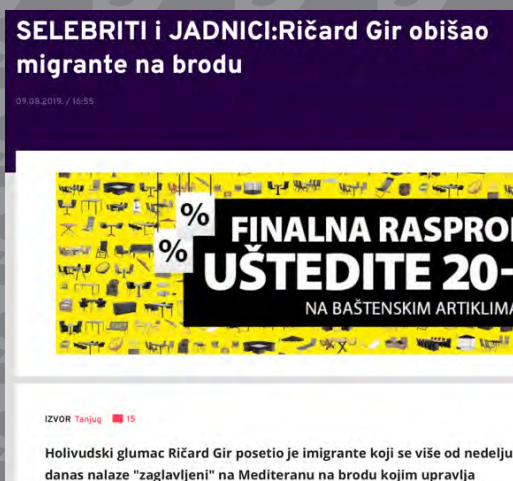 SELEBRITI i JADNICI:Ričard Gir obišao
migrante na brodu
09.08.2019. / 16:55
%
%
FINALNA
UŠTEDITE 20-
NA BAŠTENSKIM ARTIKLIMA
IZVOR Tanjug 15
Holivudski glumac Ričard Gir posetio je imigrante koji se više od nedelju
danas nalaze "zaglavljeni" na Mediteranu na brodu kojim upravlja